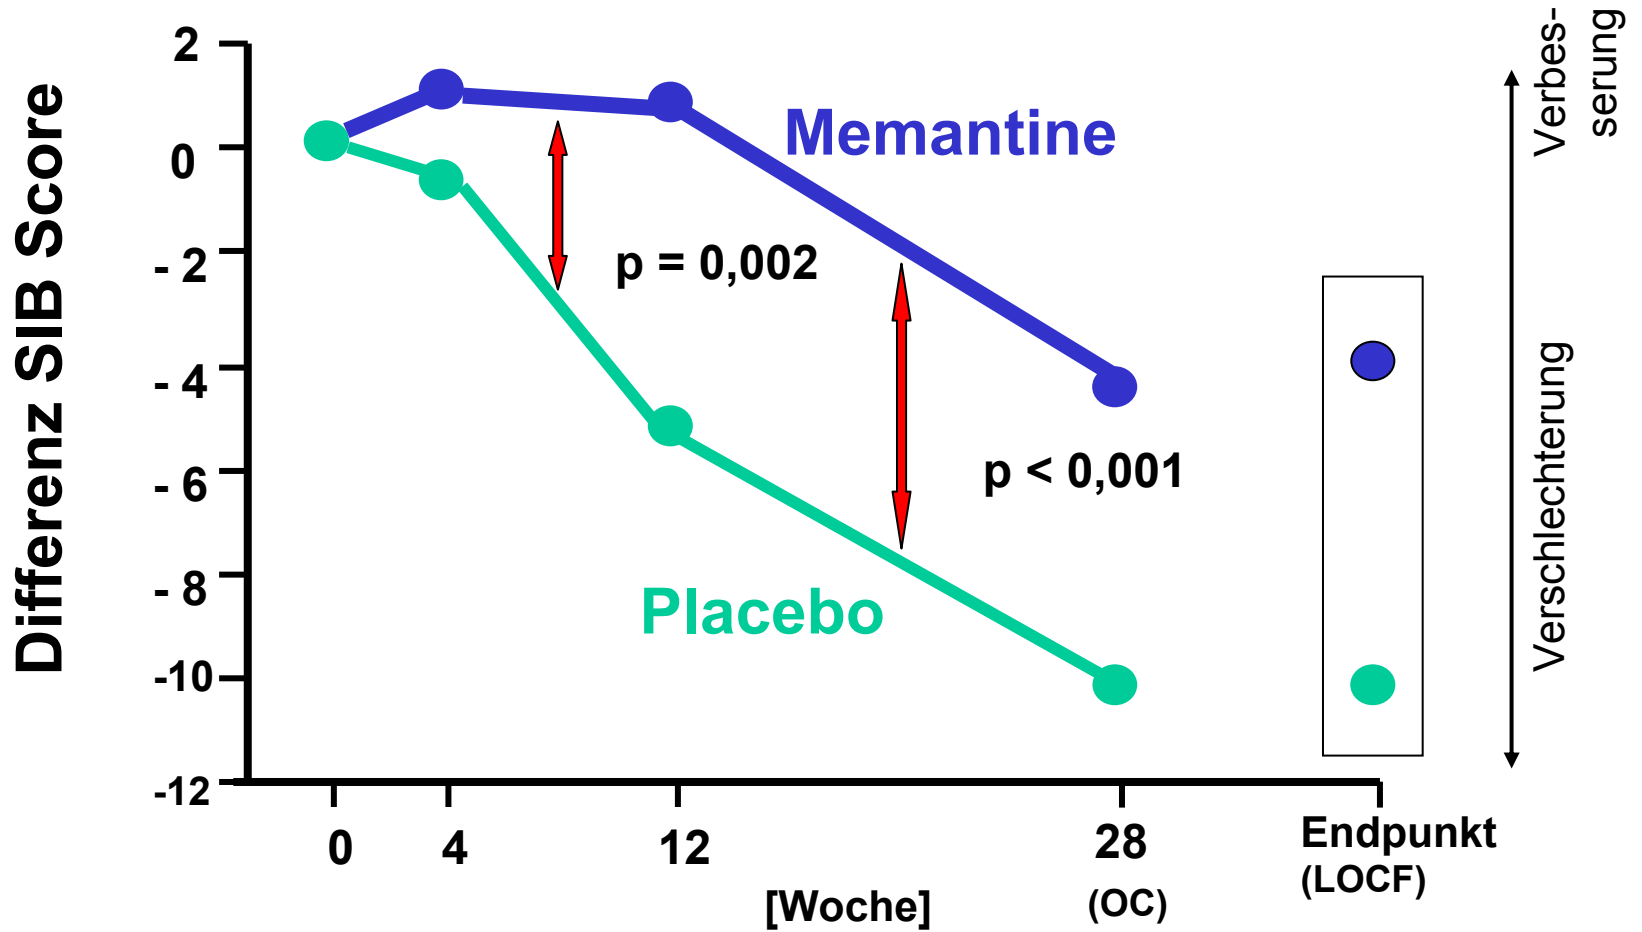 Differenz SIB Score
2
0
- 2
- 4
- 6
- 8
-10
-12
Memantine
p = 0,002
p < 0,001
Placebo
0
4
12
28
(OC)
[Woche]
Endpunkt
(LOCF)
Verbes-
serung
Verschlechterung